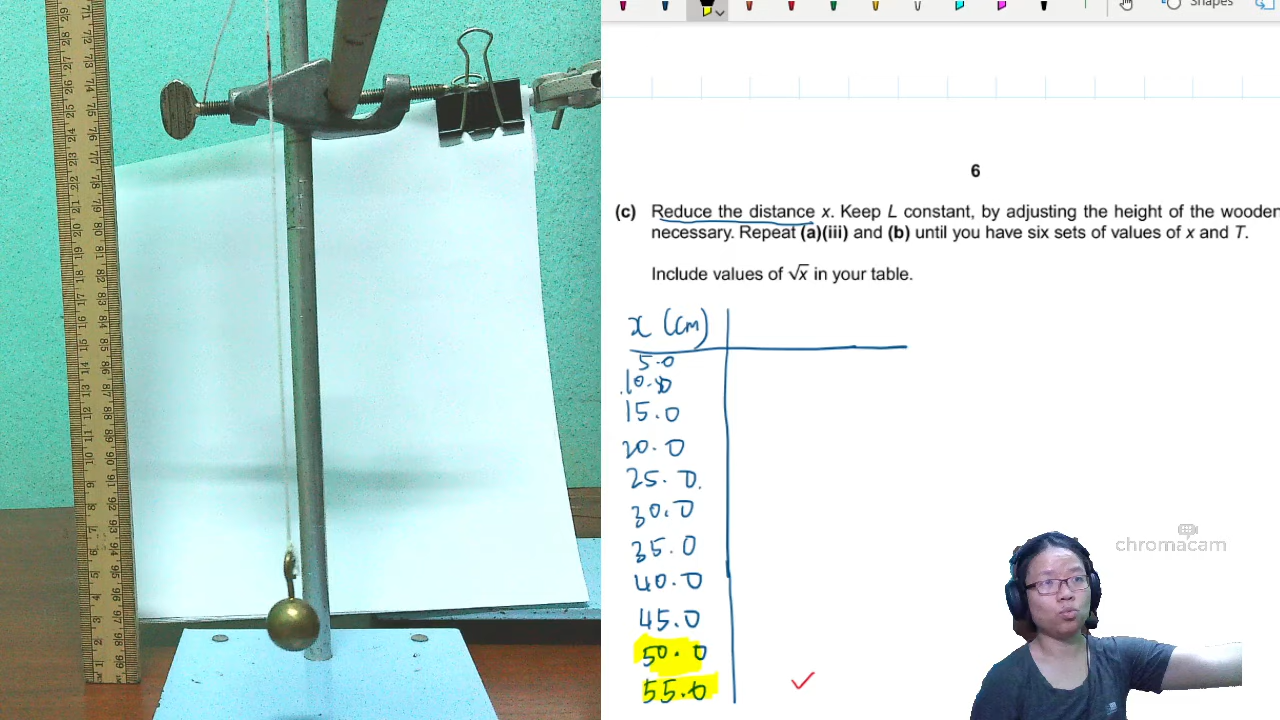 Shapes
6
(c) Reduce the distance x. Keep L constant, by adjusting the height of the wooden
necessary. Repeat (a)(iii) and (b) until you have six sets of values of x and T.
Include values of √x in your table.
x (cm)
5.0
10.0
15.0
20.0
25.0
30.0
35.0
40.0
45.0
50.0
55.0
chromacam